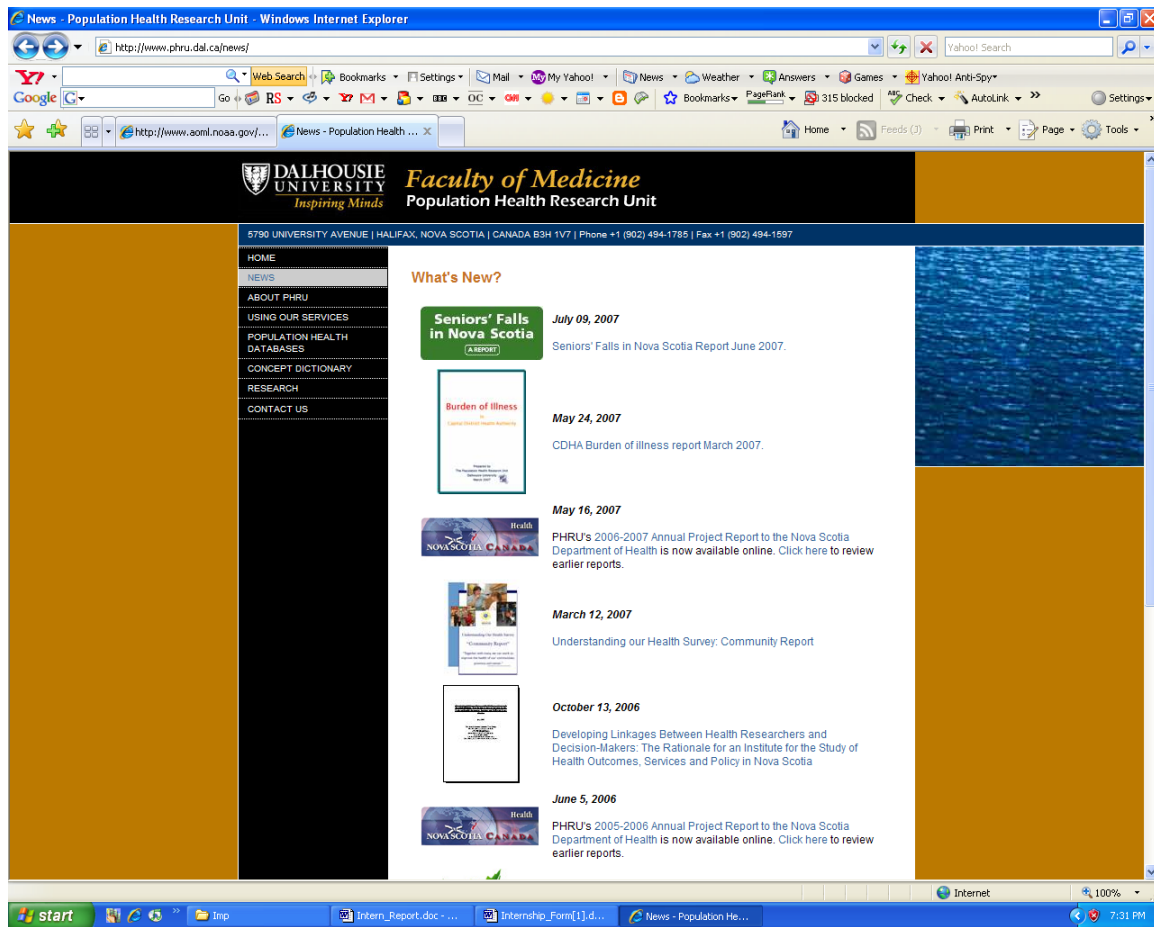 News - Population Health Research Unit - Windows Internet Explorer
http://www.phru.dal.ca/news/
Yahoo! Search
Y! Web Search Bookmarks Settings Mail My Yahoo! News Weather Answers Games Yahoo! Anti-Spy
Google G Go RS Bookmarks PageRank 315 blocked Check AutoLink Settings
http://www.aoml.noaa.gov/... News - Population Health ... Home Feeds (J) Print Page Tools
DALHOUSIE
UNIVERSITY
Inspiring Minds
Faculty of Medicine
Population Health Research Unit
5790 UNIVERSITY AVENUE | HALIFAX, NOVA SCOTIA | CANADA B3H 1V7 | Phone +1 (902) 494-1785 | Fax +1 (902) 494-1597
HOME
NEWS
ABOUT PHRU
USING OUR SERVICES
POPULATION HEALTH
DATABASES
CONCEPT DICTIONARY
RESEARCH
CONTACT US
What's New?
Seniors' Falls
in Nova Scotia
A REPORT
July 09, 2007
Seniors' Falls in Nova Scotia Report June 2007.
Burden of Illness
May 24, 2007
CDHA Burden of illness report March 2007.
Health
NOVA SCOTIA CANADA
May 16, 2007
PHRU's 2006-2007 Annual Project Report to the Nova Scotia
Department of Health is now available online. Click here to review
earlier reports.
March 12, 2007
Understanding our Health Survey: Community Report
October 13, 2006
Developing Linkages Between Health Researchers and
Decision-Makers: The Rationale for an Institute for the Study of
Health Outcomes, Services and Policy in Nova Scotia
Health
NOVA SCOTIA CANADA
June 5, 2006
PHRU's 2005-2006 Annual Project Report to the Nova Scotia
Department of Health is now available online. Click here to review
earlier reports.
Internet 100%
start Imp Intern_Report.doc - ... Internship_Form[1].d... News - Population He... 7:31 PM